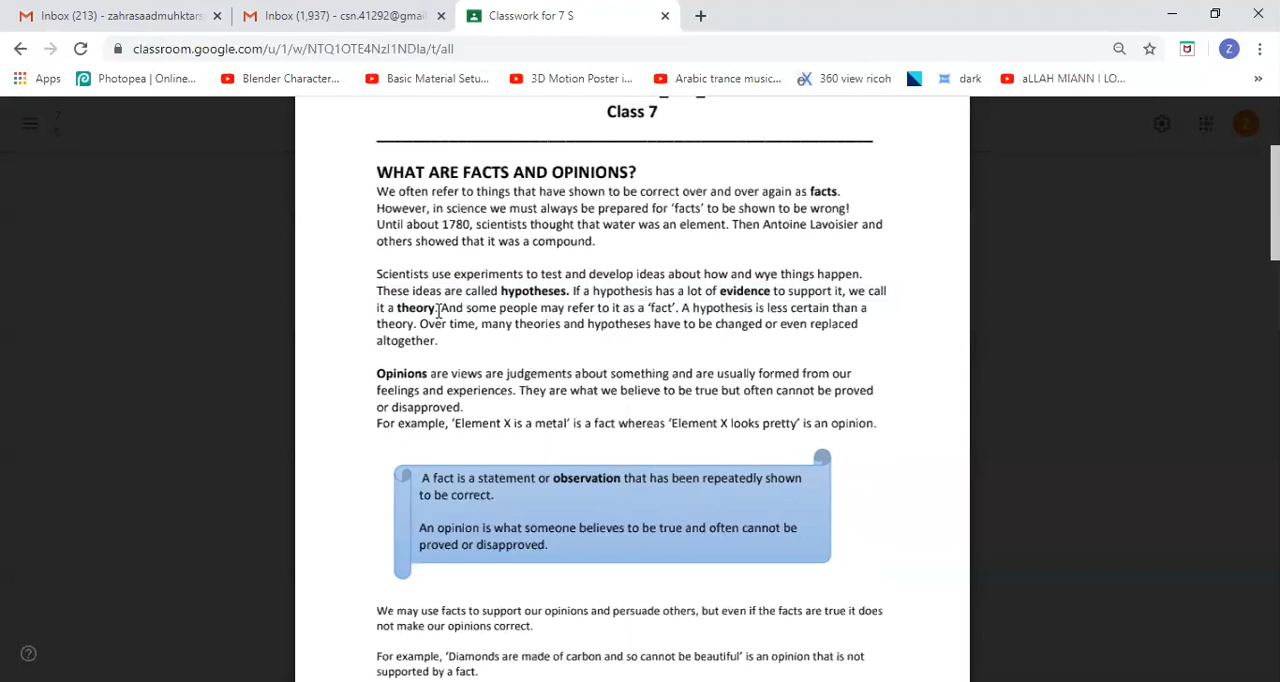 Inbox (213) - zahrasaadmuhktars
Inbox (1,937) - csn.41292@gmail
Classwork for 7 S
classroom.google.com/u/1/w/NTQ1OTE4NzI1NDIa/t/all
Apps
Photopea | Online...
Blender Character...
Basic Material Setu...
3D Motion Poster i...
Arabic trance music...
360 view ricoh
dark
aLLAH MIANN | LO...
»
7
Class 7
WHAT ARE FACTS AND OPINIONS?
We often refer to things that have shown to be correct over and over again as facts.
However, in science we must always be prepared for 'facts' to be shown to be wrong!
Until about 1780, scientists thought that water was an element. Then Antoine Lavoisier and
others showed that it was a compound.
Scientists use experiments to test and develop ideas about how and wye things happen.
These ideas are called hypotheses. If a hypothesis has a lot of evidence to support it, we call
it a theory. And some people may refer to it as a 'fact'. A hypothesis is less certain than a
theory. Over time, many theories and hypotheses have to be changed or even replaced
altogether.
Opinions are views are judgements about something and are usually formed from our
feelings and experiences. They are what we believe to be true but often cannot be proved
or disapproved.
For example, 'Element X is a metal' is a fact whereas 'Element X looks pretty' is an opinion.
A fact is a statement or observation that has been repeatedly shown
to be correct.
An opinion is what someone believes to be true and often cannot be
proved or disapproved.
We may use facts to support our opinions and persuade others, but even if the facts are true it does
not make our opinions correct.
For example, 'Diamonds are made of carbon and so cannot be beautiful' is an opinion that is not
supported by a fact.